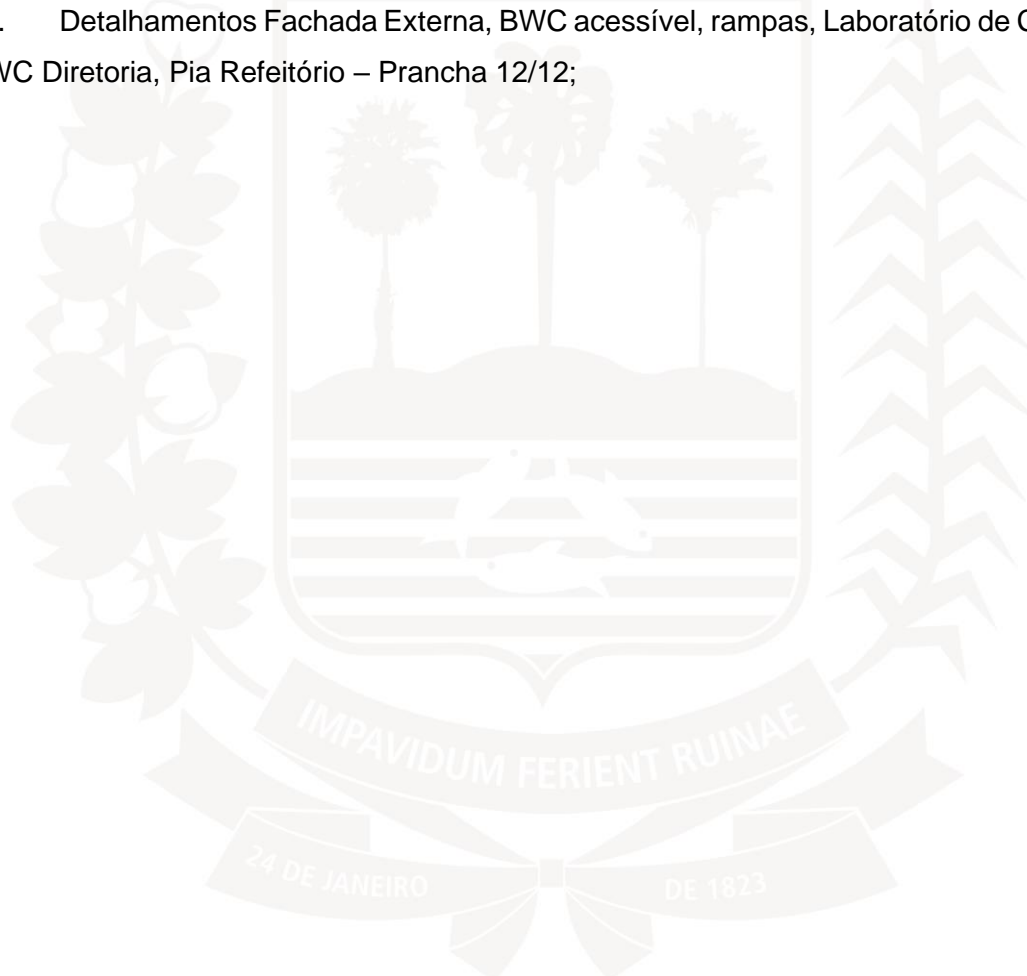 . Detalhamentos Fachada Externa, BWC acessível, rampas, Laboratório de
Diretoria, Pia Refeitório – Prancha 12/12;
IMPAVIDUM FERIENT RUINAE
24 DE JANEIRO DE 1823